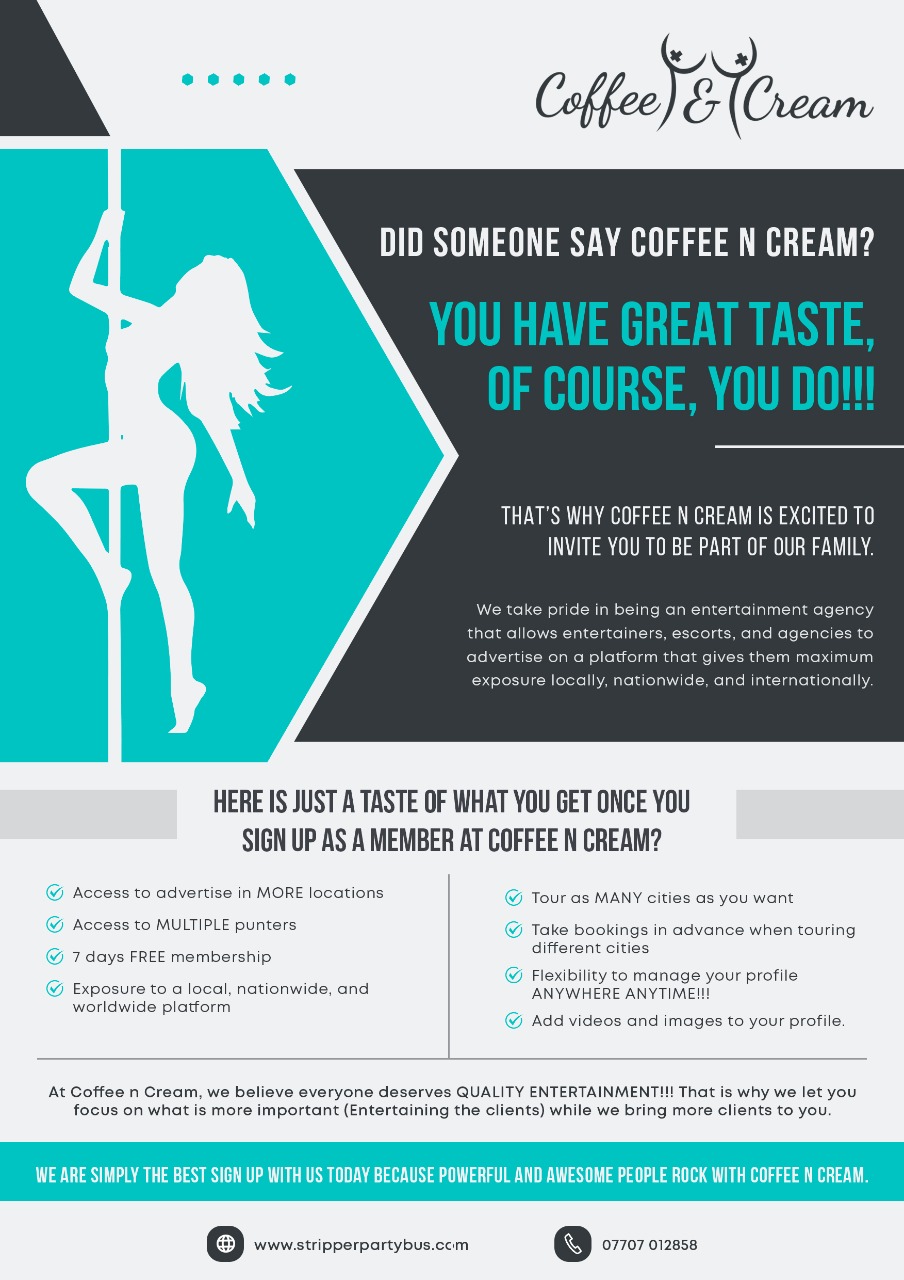 Coffee & Cream
DID SOMEONE SAY COFFEE N CREAM?
YOU HAVE GREAT TASTE,
OF COURSE, YOU DO!!!
THAT'S WHY COFFEE N CREAM IS EXCITED TO
INVITE YOU TO BE PART OF OUR FAMILY.
We take pride in being an entertainment agency
that allows entertainers, escorts, and agencies to
advertise on a platform that gives them maximum
exposure locally, nationwide, and internationally.
HERE IS JUST A TASTE OF WHAT YOU GET ONCE YOU
SIGN UP AS A MEMBER AT COFFEE N CREAM?
Access to advertise in MORE locations
Access to MULTIPLE punters
7 days FREE membership
Exposure to a local, nationwide, and
worldwide platform
Tour as MANY cities as you want
Take bookings in advance when touring
different cities
Flexibility to manage your profile
ANYWHERE ANYTIME!!!
Add videos and images to your profile.
At Coffee n Cream, we believe everyone deserves QUALITY ENTERTAINMENT!!! That is why we let you
focus on what is more important (Entertaining the clients) while we bring more clients to you.
WE ARE SIMPLY THE BEST SIGN UP WITH US TODAY BECAUSE POWERFUL AND AWESOME PEOPLE ROCK WITH COFFEE N CREAM.
www.stripperpartybus.com
07707 012858